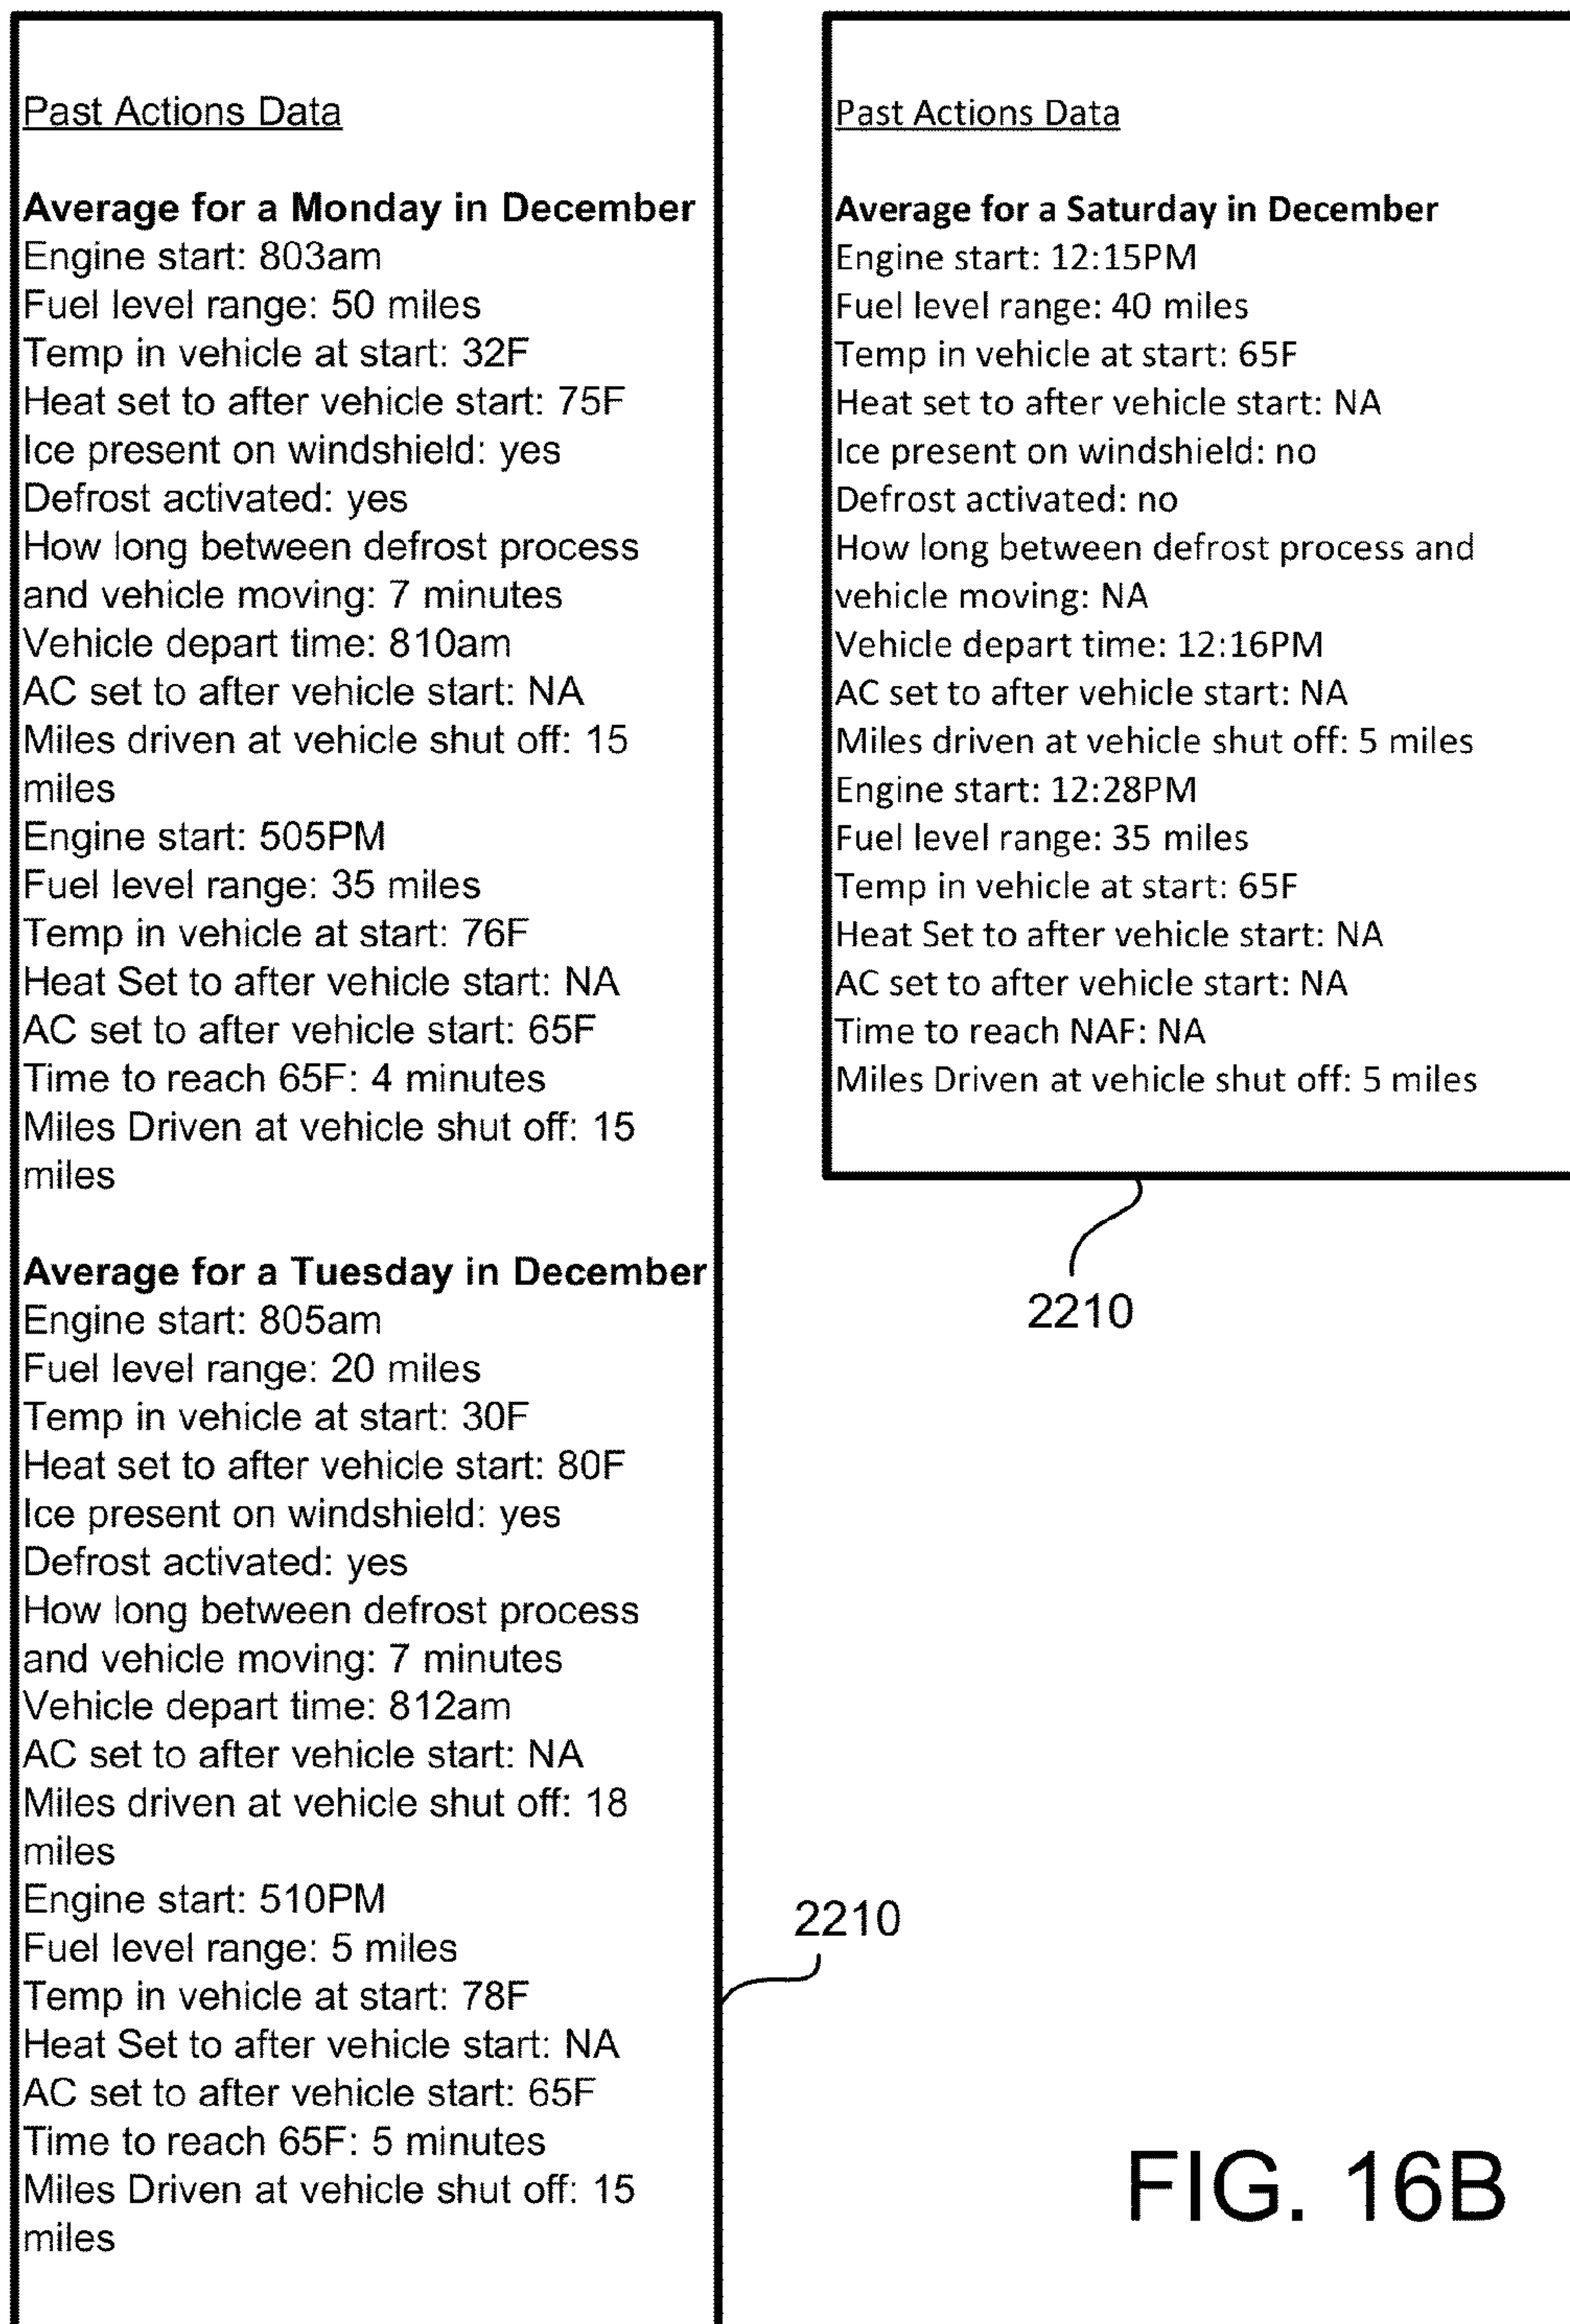 Past Actions Data
Average for a Monday in December
Engine start: 803am
Fuel level range: 50 miles
Temp in vehicle at start: 32F
Heat set to after vehicle start: 75F
Ice present on windshield: yes
Defrost activated: yes
How long between defrost process
and vehicle moving: 7 minutes
Vehicle depart time: 810am
AC set to after vehicle start: NA
Miles driven at vehicle shut off: 15
miles
Engine start: 505PM
Fuel level range: 35 miles
Temp in vehicle at start: 76F
Heat Set to after vehicle start: NA
AC set to after vehicle start: 65F
Time to reach 65F: 4 minutes
Miles Driven at vehicle shut off: 15
miles
Average for a Tuesday in December
Engine start: 805am
Fuel level range: 20 miles
Temp in vehicle at start: 30F
Heat set to after vehicle start: 80F
Ice present on windshield: yes
Defrost activated: yes
How long between defrost process
and vehicle moving: 7 minutes
Vehicle depart time: 812am
AC set to after vehicle start: NA
Miles driven at vehicle shut off: 18
miles
Engine start: 510PM
Fuel level range: 5 miles
Temp in vehicle at start: 78F
Heat Set to after vehicle start: NA
AC set to after vehicle start: 65F
Time to reach 65F: 5 minutes
Miles Driven at vehicle shut off: 15
miles
2210
Past Actions Data
Average for a Saturday in December
Engine start: 12:15PM
Fuel level range: 40 miles
Temp in vehicle at start: 65F
Heat set to after vehicle start: NA
Ice present on windshield: no
Defrost activated: no
How long between defrost process and
vehicle moving: NA
Vehicle depart time: 12:16PM
AC set to after vehicle start: NA
Miles driven at vehicle shut off: 5 miles
Engine start: 12:28PM
Fuel level range: 35 miles
Temp in vehicle at start: 65F
Heat Set to after vehicle start: NA
AC set to after vehicle start: NA
Time to reach NAF: NA
Miles Driven at vehicle shut off: 5 miles
2210
FIG. 16B